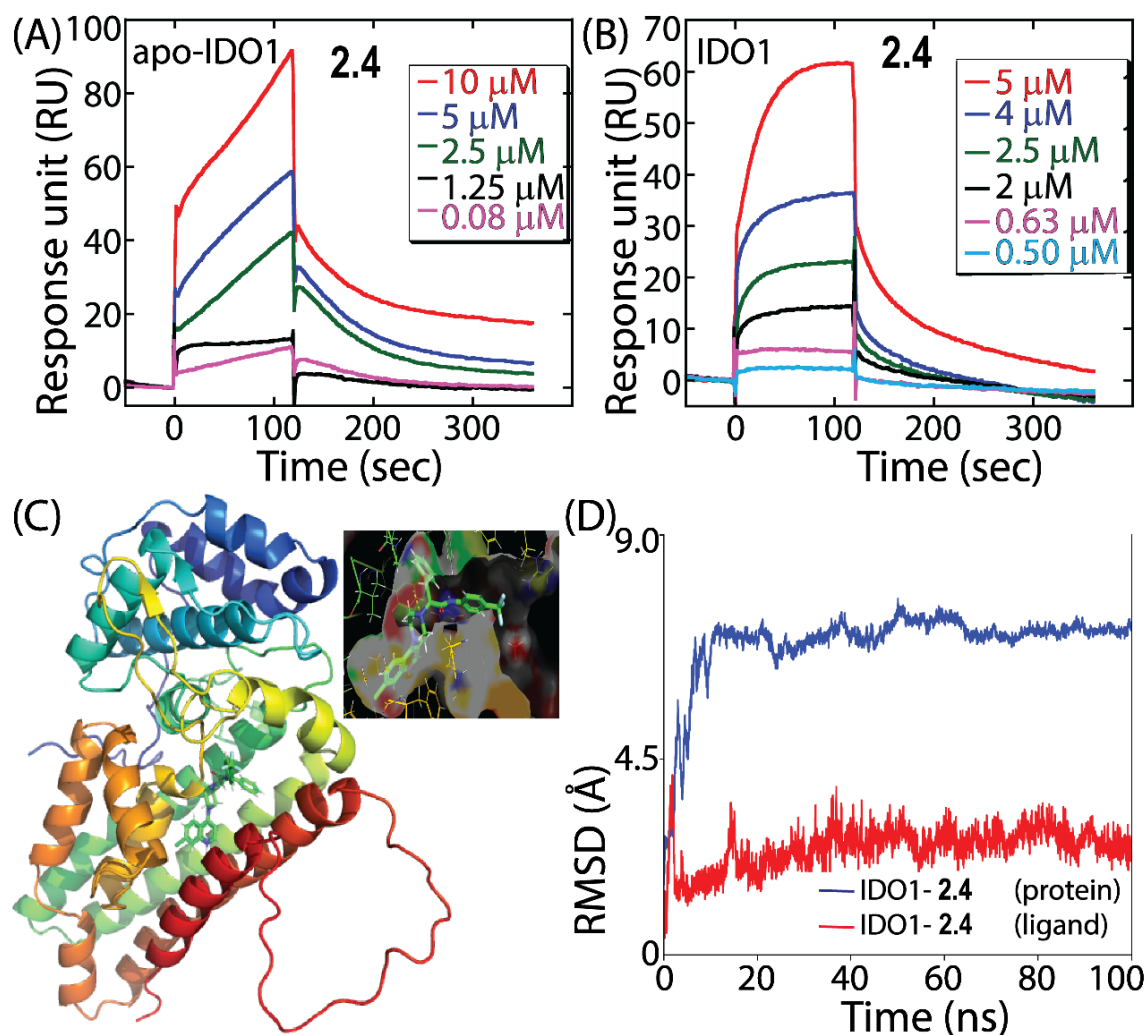 (A)
apo-IDO1
2.4
Response unit (RU)
100
80
60
40
20
0
10 μM
5 μM
2.5 μM
1.25 μM
0.08 μM
0 100 200 300
Time (sec)
(B)
IDO1
2.4
Response unit (RU)
70
60
50
40
30
20
10
0
5 μM
4 μM
2.5 μM
2 μM
0.63 μM
0.50 μM
0 100 200 300
Time (sec)
(C)
(D)
RMSD (Å)
9.0
4.5
0
IDO1- 2.4 (protein)
IDO1- 2.4 (ligand)
0 20 40 60 80 100
Time (ns)